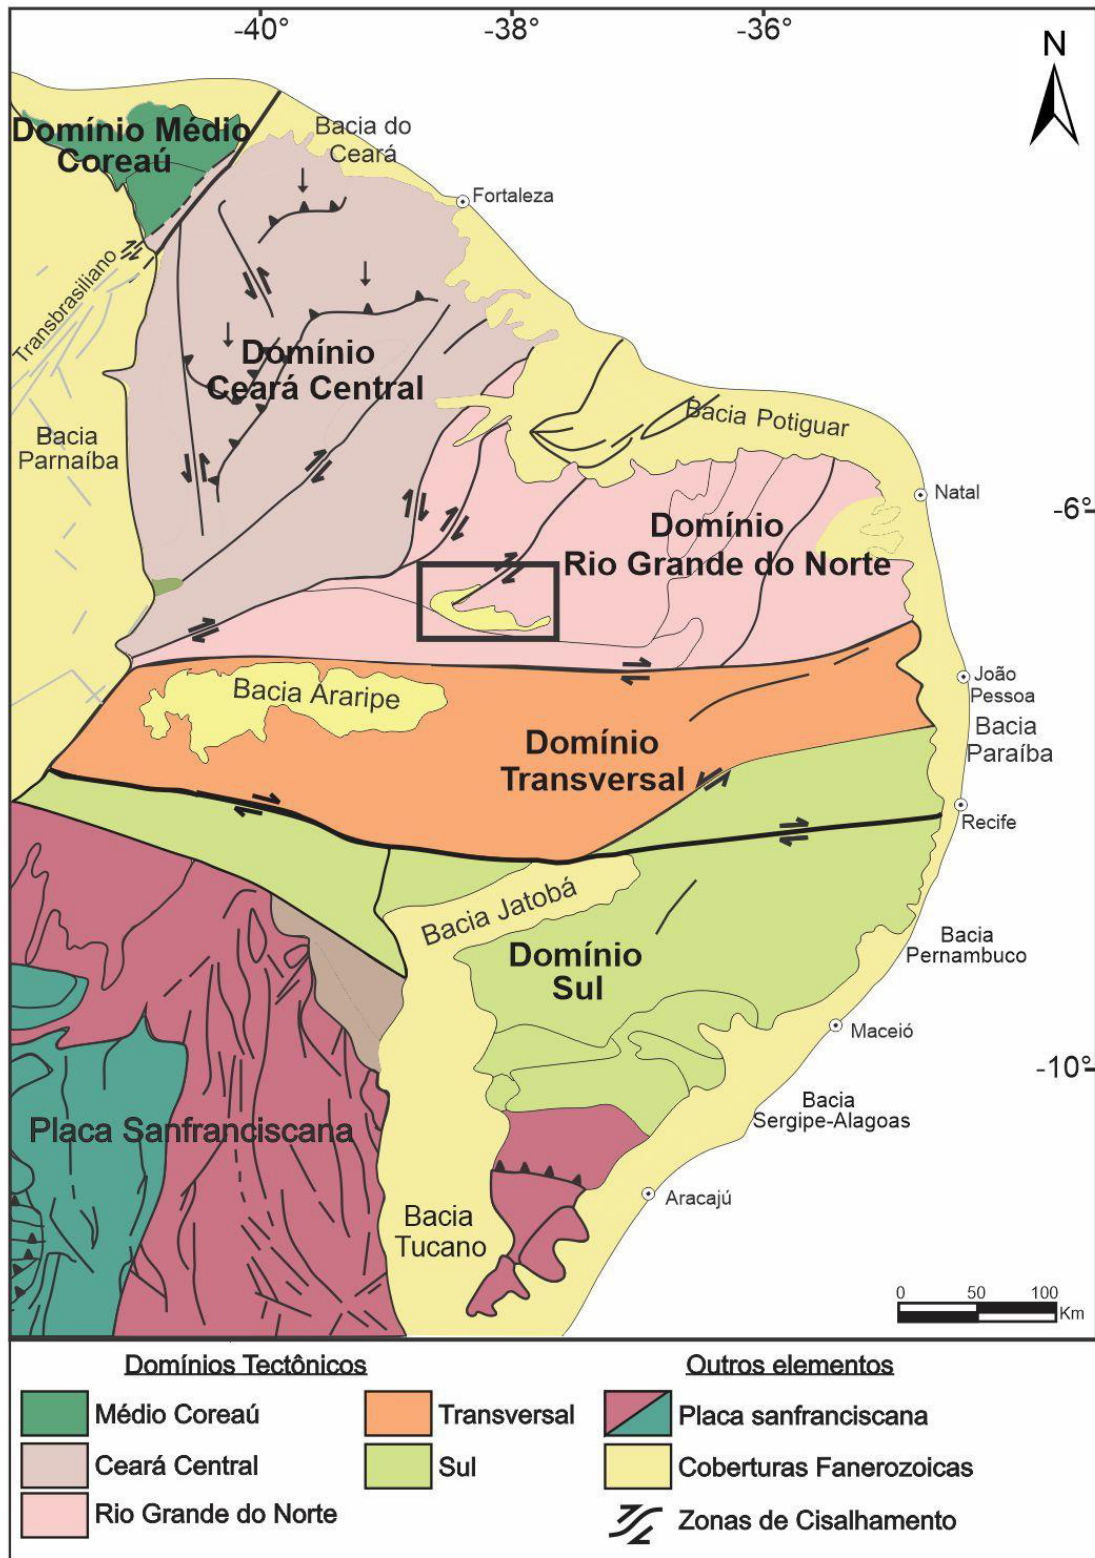 -40°
-38°
-36°
N
Domínio Médio
Coreaú
Bacia do
Ceará
Fortaleza
Transbrasiliano
Domínio
Ceará Central
Bacia
Parnaíba
Bacia Potiguar
Natal
-6°
Domínio
Rio Grande do Norte
João
Pessoa
Bacia Araripe
Bacia
Paraíba
Domínio
Transversal
Recife
Bacia Jatobá
Bacia
Pernambuco
Domínio
Sul
Maceió
-10°
Bacia
Sergipe-Alagoas
Placa Sanfranciscana
Aracajú
Bacia
Tucano
0 50 100
Km
Domínios Tectônicos
Médio Coreaú
Ceará Central
Rio Grande do Norte
Transversal
Sul
Outros elementos
Placa sanfranciscana
Coberturas Fanerozoicas
Zonas de Cisalhamento